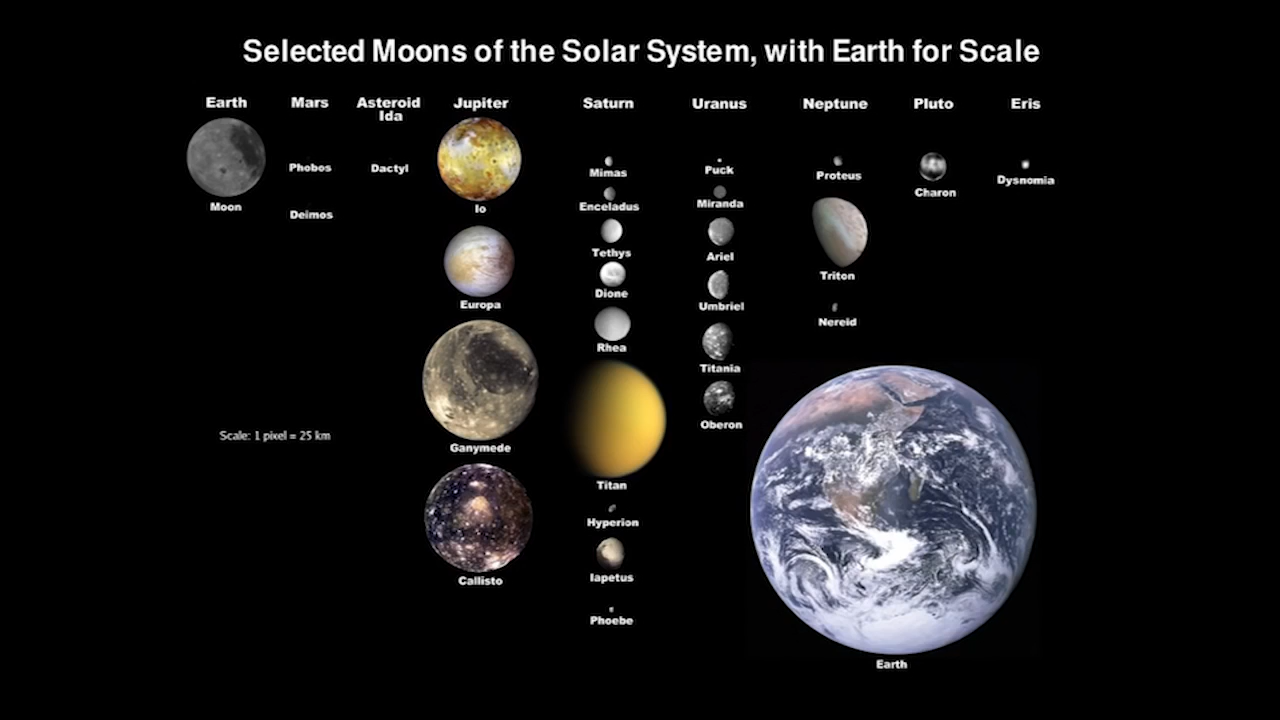 Selected Moons of the Solar System, with Earth for Scale
Earth
Mars
Asteroid
Ida
Jupiter
Saturn
Uranus
Neptune
Pluto
Eris
Moon
Phobos
Deimos
Dactyl
Io
Europa
Ganymede
Callisto
Mimas
Enceladus
Tethys
Dione
Rhea
Titan
Hyperion
Iapetus
Phoebe
Puck
Miranda
Ariel
Umbriel
Titania
Oberon
Proteus
Triton
Nereid
Charon
Dysnomia
Scale: 1 pixel = 25 km
Earth